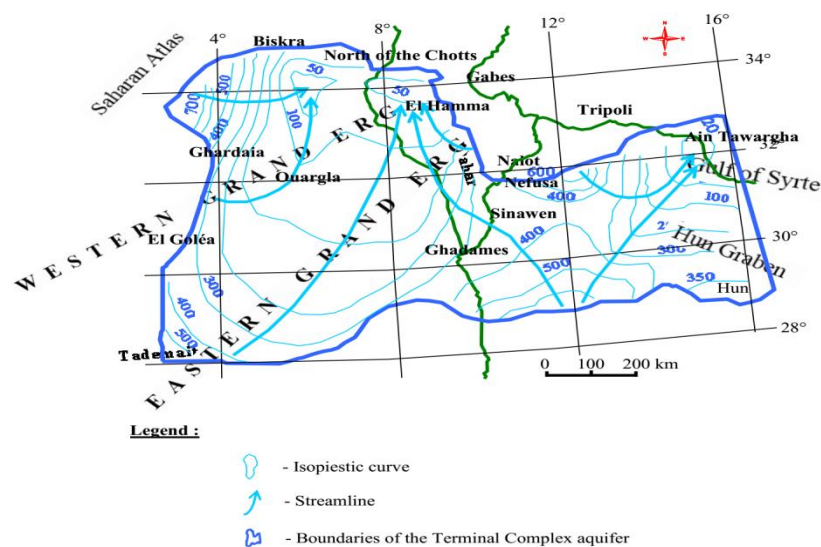 4°
8°
12°
16°
Biskra
North of the Chotts
34°
Saharan Atlas
50
Gabes
50
700
El Hamma
Tripoli
100
20
400
Ain Tawargha
32°
Ghardaia
Nalot
Gulf of Syrte
Ouargla
600
Nefusa
400
100
WESTERN GRAND ERG
Sinawen
El Goléa
400
30°
Ghadames
Hun Graben
500
300
350
Hun
400
EASTERN GRAND ERG
28°
500
Tademait
0 100 200 km
Legend :
- Isopiestic curve
- Streamline
- Boundaries of the Terminal Complex aquifer